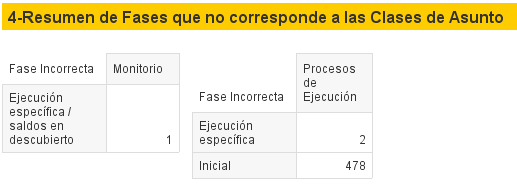 4-Resumen de Fases que no corresponde a las Clases de Asunto
Fase Incorrecta Monitorio
Ejecución
específica /
saldos en
descubierto 1
Fase Incorrecta Procesos
de
Ejecución
Ejecución
específica 2
Inicial 478